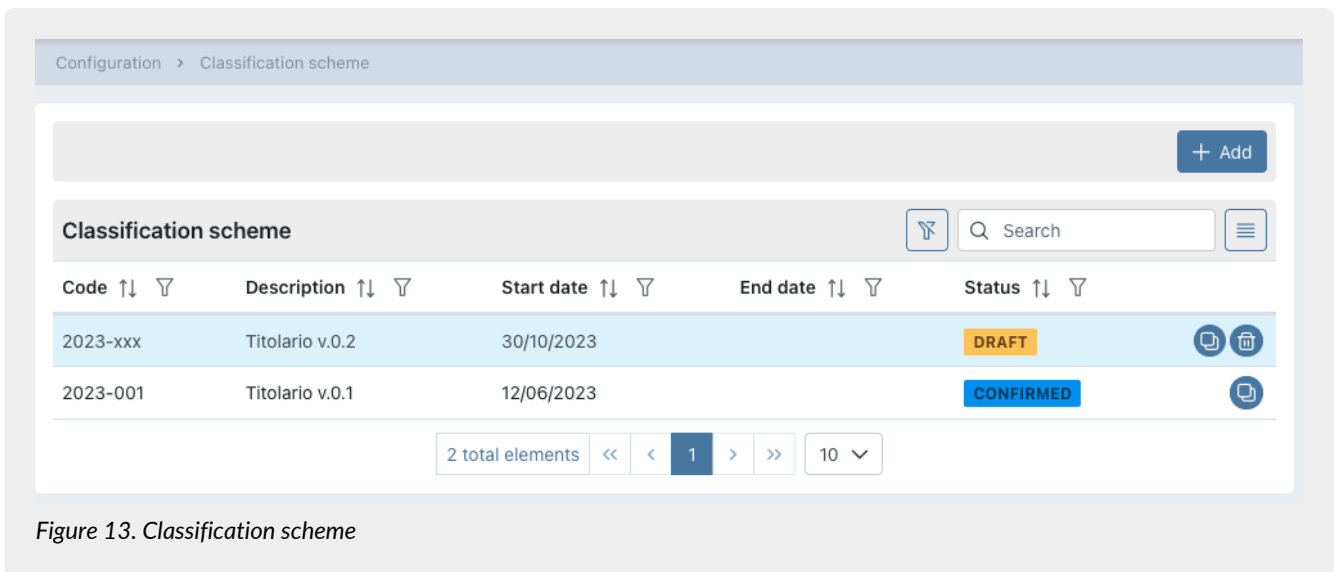 Configuration > Classification scheme
+ Add
Classification scheme Search
Code Description Start date End date Status
2023-xxx Titolario v.0.2 30/10/2023 DRAFT
2023-001 Titolario v.0.1 12/06/2023 CONFIRMED
2 total elements << < 1 > >> 10
Figure 13. Classification scheme